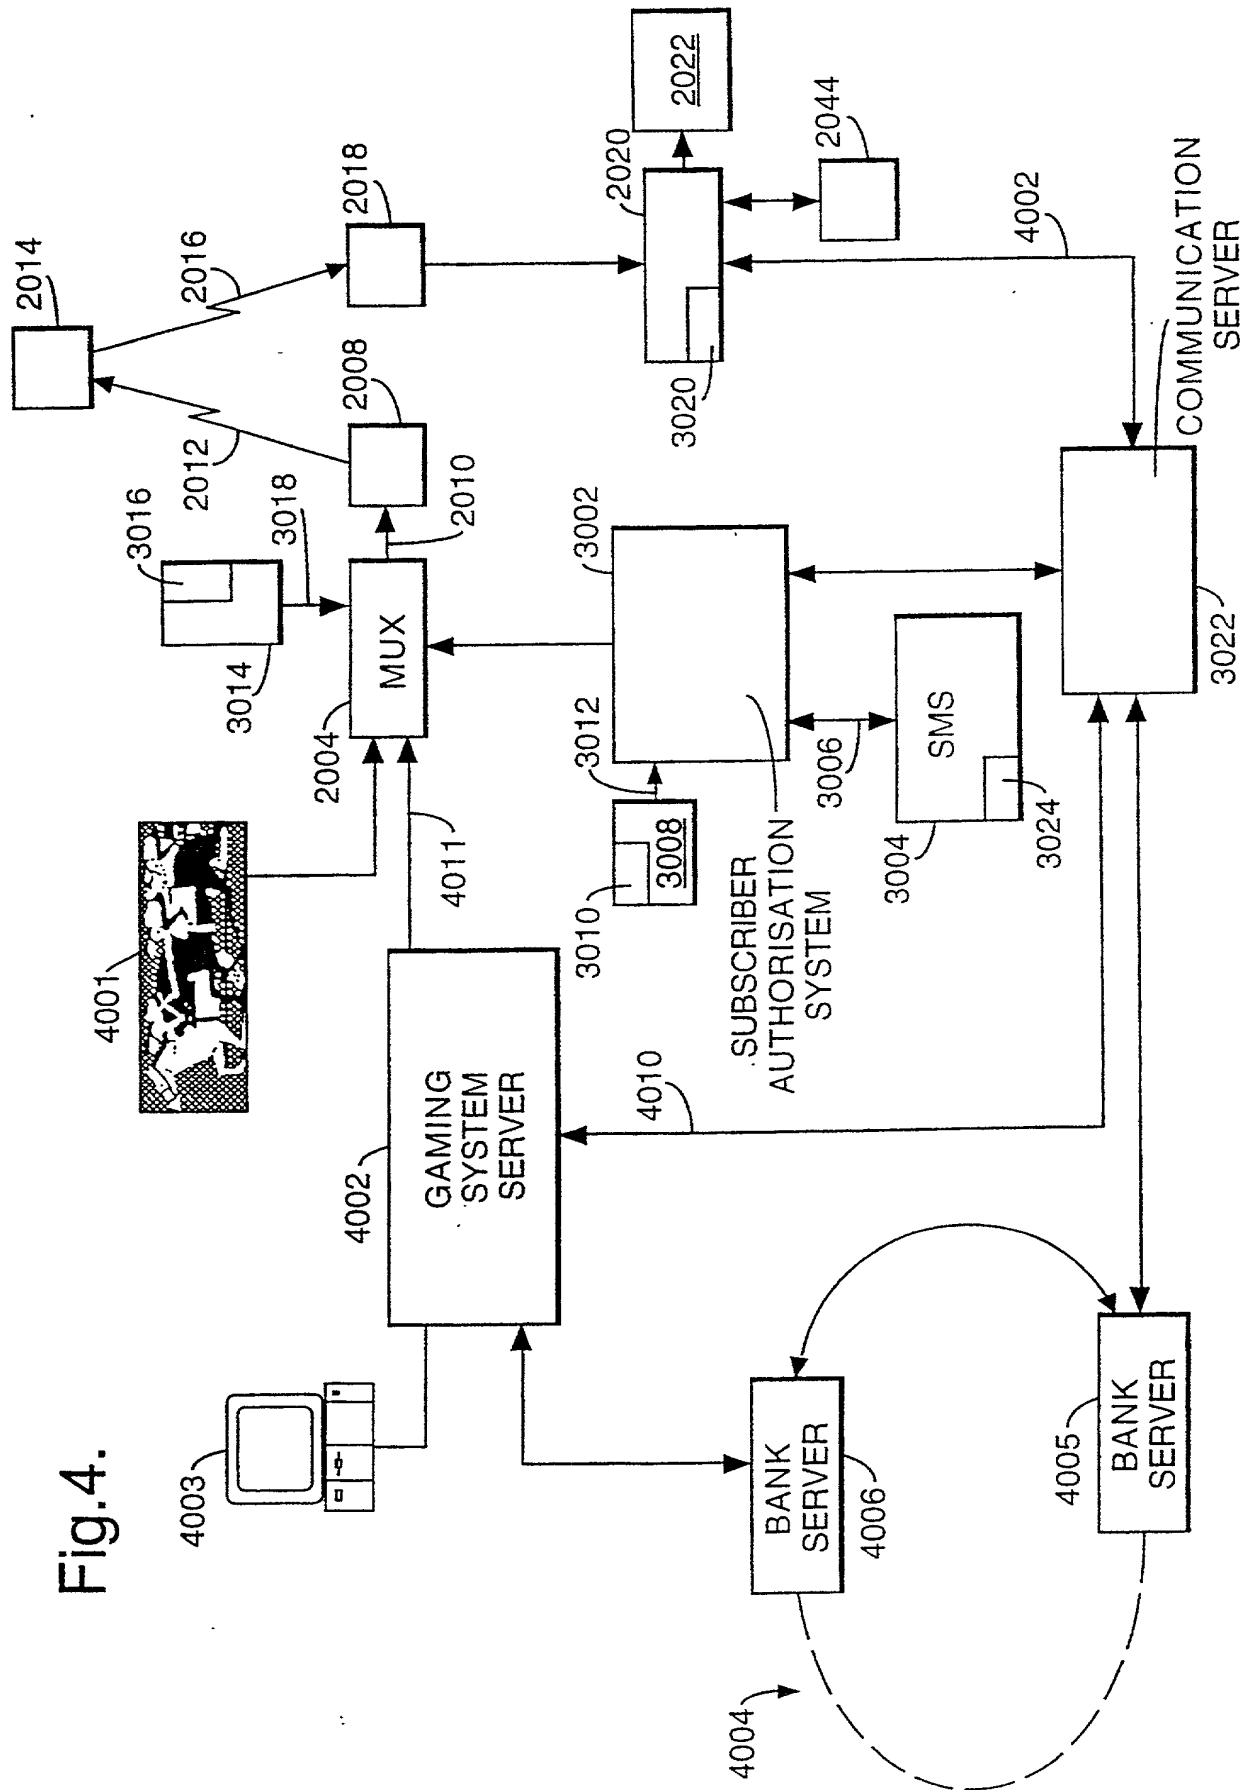 Fig.4.
4001
4003
4002
GAMING
SYSTEM
SERVER
4011
2004
MUX
3014
3016
3018
2010
2008
2012
2014
2016
2018
2020
2022
3020
2044
4002
3010
3008
3012
3002
SUBSCRIBER
AUTHORISATION
SYSTEM
3006
SMS
3004
3024
4010
COMMUNICATION
SERVER
3022
BANK
SERVER
4006
4005
BANK
SERVER
4004